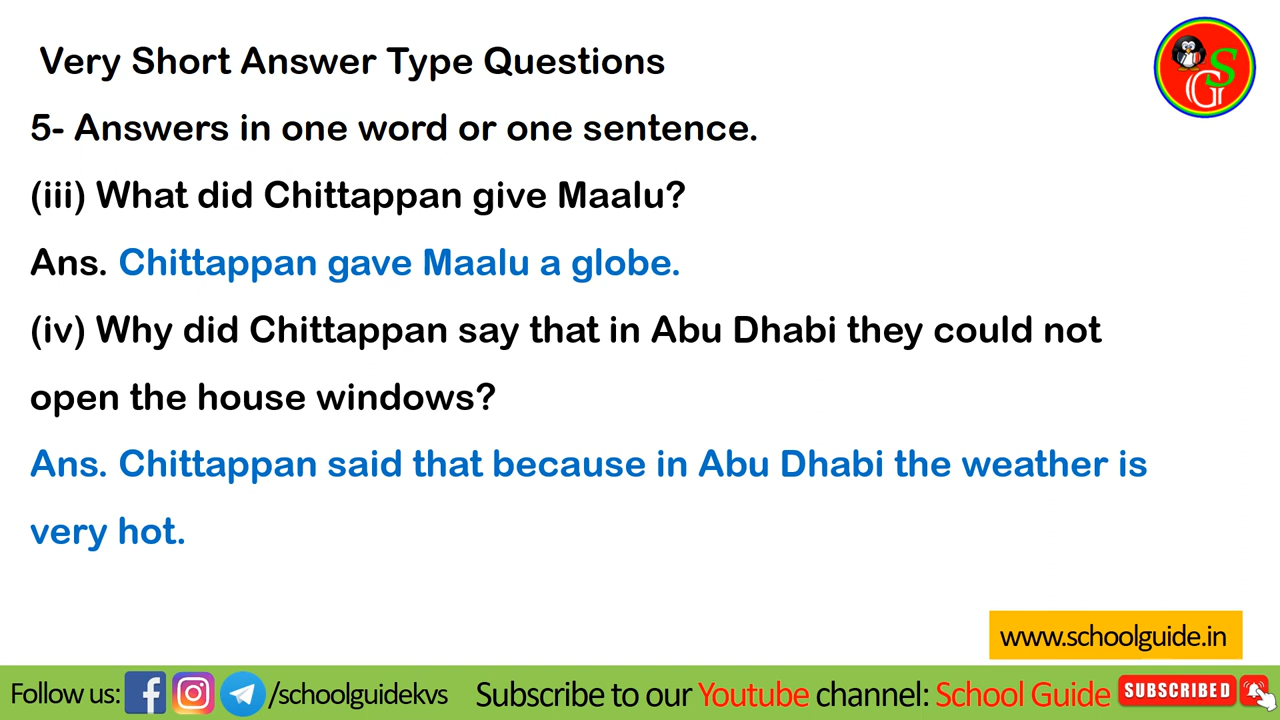 Very Short Answer Type Questions
5- Answers in one word or one sentence.
(iii) What did Chittappan give Maalu?
Ans. Chittappan gave Maalu a globe.
(iv) Why did Chittappan say that in Abu Dhabi they could not
open the house windows?
Ans. Chittappan said that because in Abu Dhabi the weather is
very hot.
SG
www.schoolguide.in
Follow us: /schoolguidekvs Subscribe to our Youtube channel: School Guide SUBSCRIBED